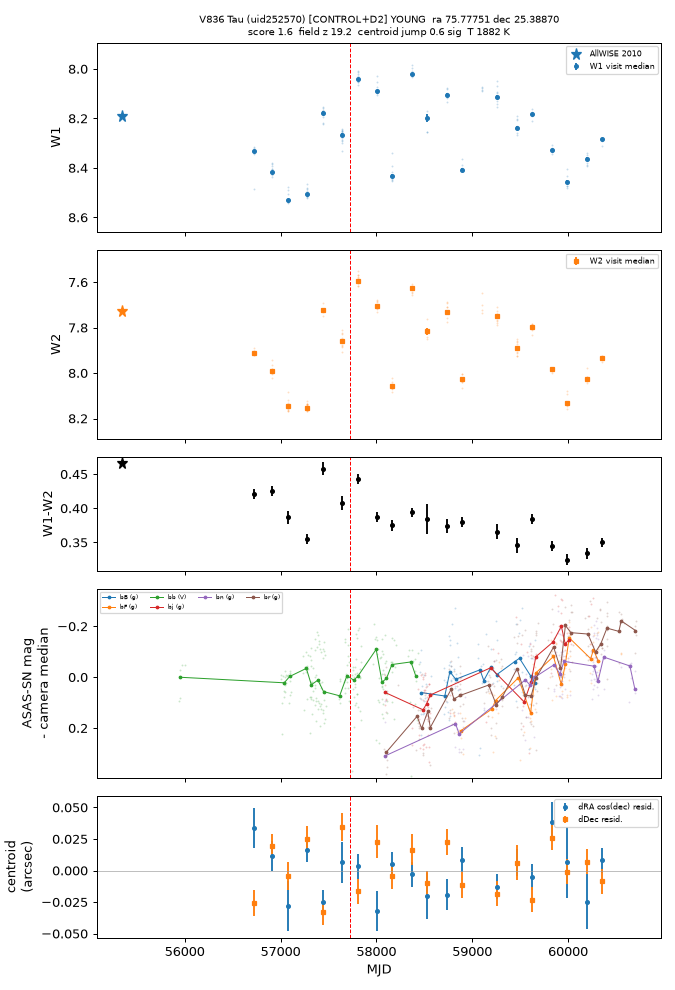 V836 Tau (uid252570) [CONTROL+D2] YOUNG ra 75.77751 dec 25.38870
score 1.6 field z 19.2 centroid jump 0.6 sig T 1882 K
AllWISE 2010
W1 visit median
W1
8.0
8.2
8.4
8.6
W2 visit median
W2
7.6
7.8
8.0
8.2
W1-W2
0.45
0.40
0.35
bB (g)
bF (g)
bb (V)
bj (g)
bn (g)
br (g)
ASAS-SN mag
- camera median
−0.2
0.0
0.2
dRA cos(dec) resid.
dDec resid.
centroid
(arcsec)
0.050
0.025
0.000
−0.025
−0.050
56000
57000
58000
59000
60000
MJD